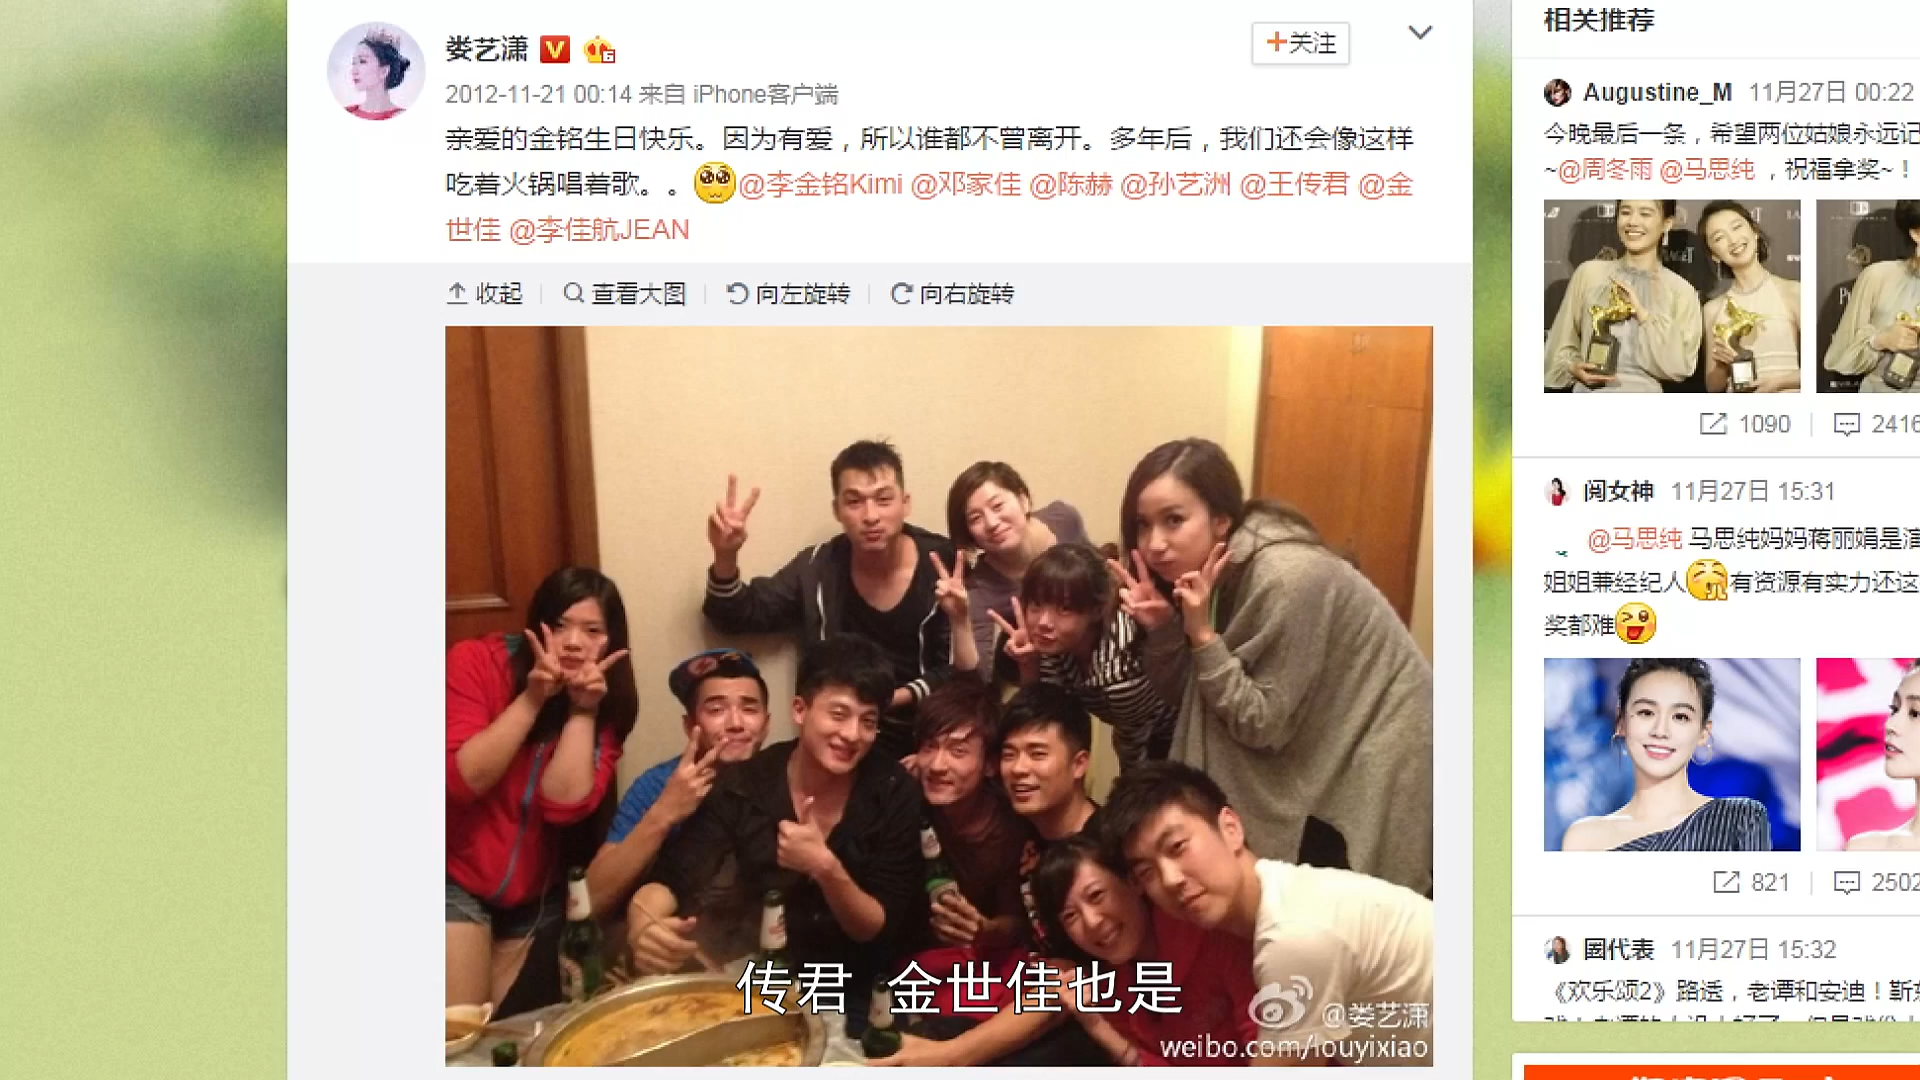 娄艺潇
+关注
2012-11-21 00:14 来自 iPhone客户端
亲爱的金铭生日快乐。因为有爱，所以谁都不曾离开。多年后，我们还会像这样
吃着火锅唱着歌。。@李金铭Kimi @邓家佳 @陈赫 @孙艺洲 @王传君 @金
世佳 @李佳航JEAN
收起
查看大图
向左旋转
向右旋转
传君 金世佳也是
@娄艺潇
weibo.com/louyixiao
相关推荐
Augustine_M 11月27日 00:22
今晚最后一条，希望两位姑娘永远记
~@周冬雨 @马思纯 ，祝福拿奖~！
1090
2416
闵女神 11月27日 15:31
@马思纯 马思纯妈妈蒋丽娟是演
姐姐兼经纪人有资源有实力还这
奖都难
821
2502
圆代表 11月27日 15:32
《欢乐颂2》路透，老谭和安迪！靳东